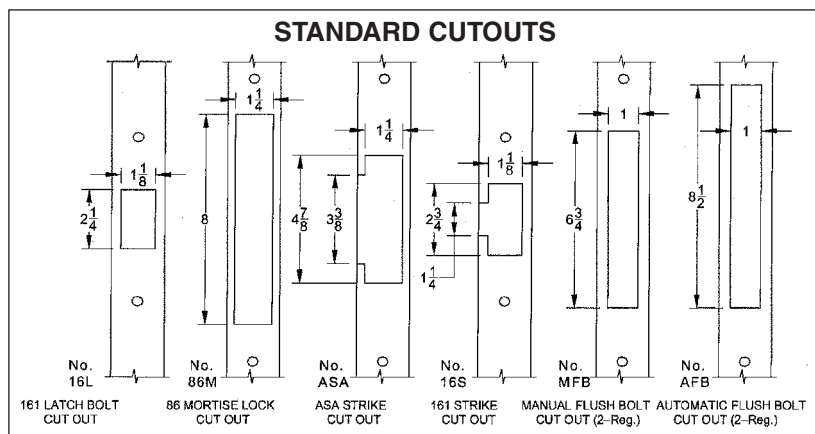 STANDARD CUTOUTS
1 1/8
2 1/4
No.
16L
161 LATCH BOLT
CUT OUT
1 1/4
8
No.
86M
86 MORTISE LOCK
CUT OUT
1 1/4
4 7/8
3 3/8
No.
ASA
ASA STRIKE
CUT OUT
1 1/8
2 3/4
1 1/4
No.
16S
161 STRIKE
CUT OUT
1
6 3/4
No.
MFB
MANUAL FLUSH BOLT
CUT OUT (2–Reg.)
1
8 1/2
No.
AFB
AUTOMATIC FLUSH BOLT
CUT OUT (2–Reg.)